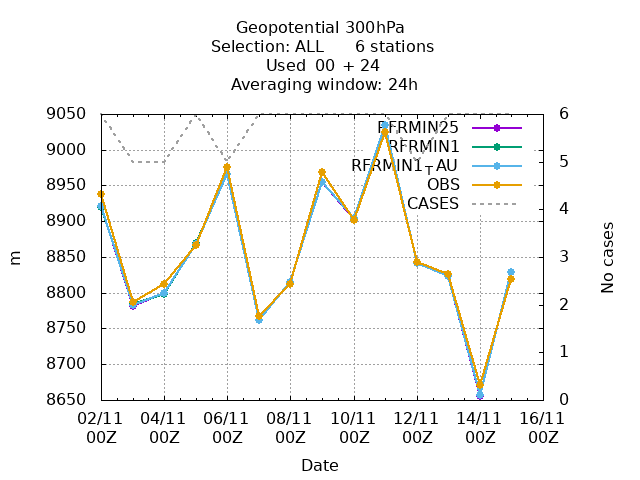 Geopotential 300hPa
Selection: ALL 6 stations
Used 00 + 24
Averaging window: 24h
9050
9000
8950
8900
8850
8800
8750
8700
8650
m
6
5
4
3
2
1
0
No cases
RFRMIN25
RFRMIN1
RFRMIN1TAU
OBS
CASES
02/11 04/11 06/11 08/11 10/11 12/11 14/11 16/11
00Z 00Z 00Z 00Z 00Z 00Z 00Z 00Z
Date